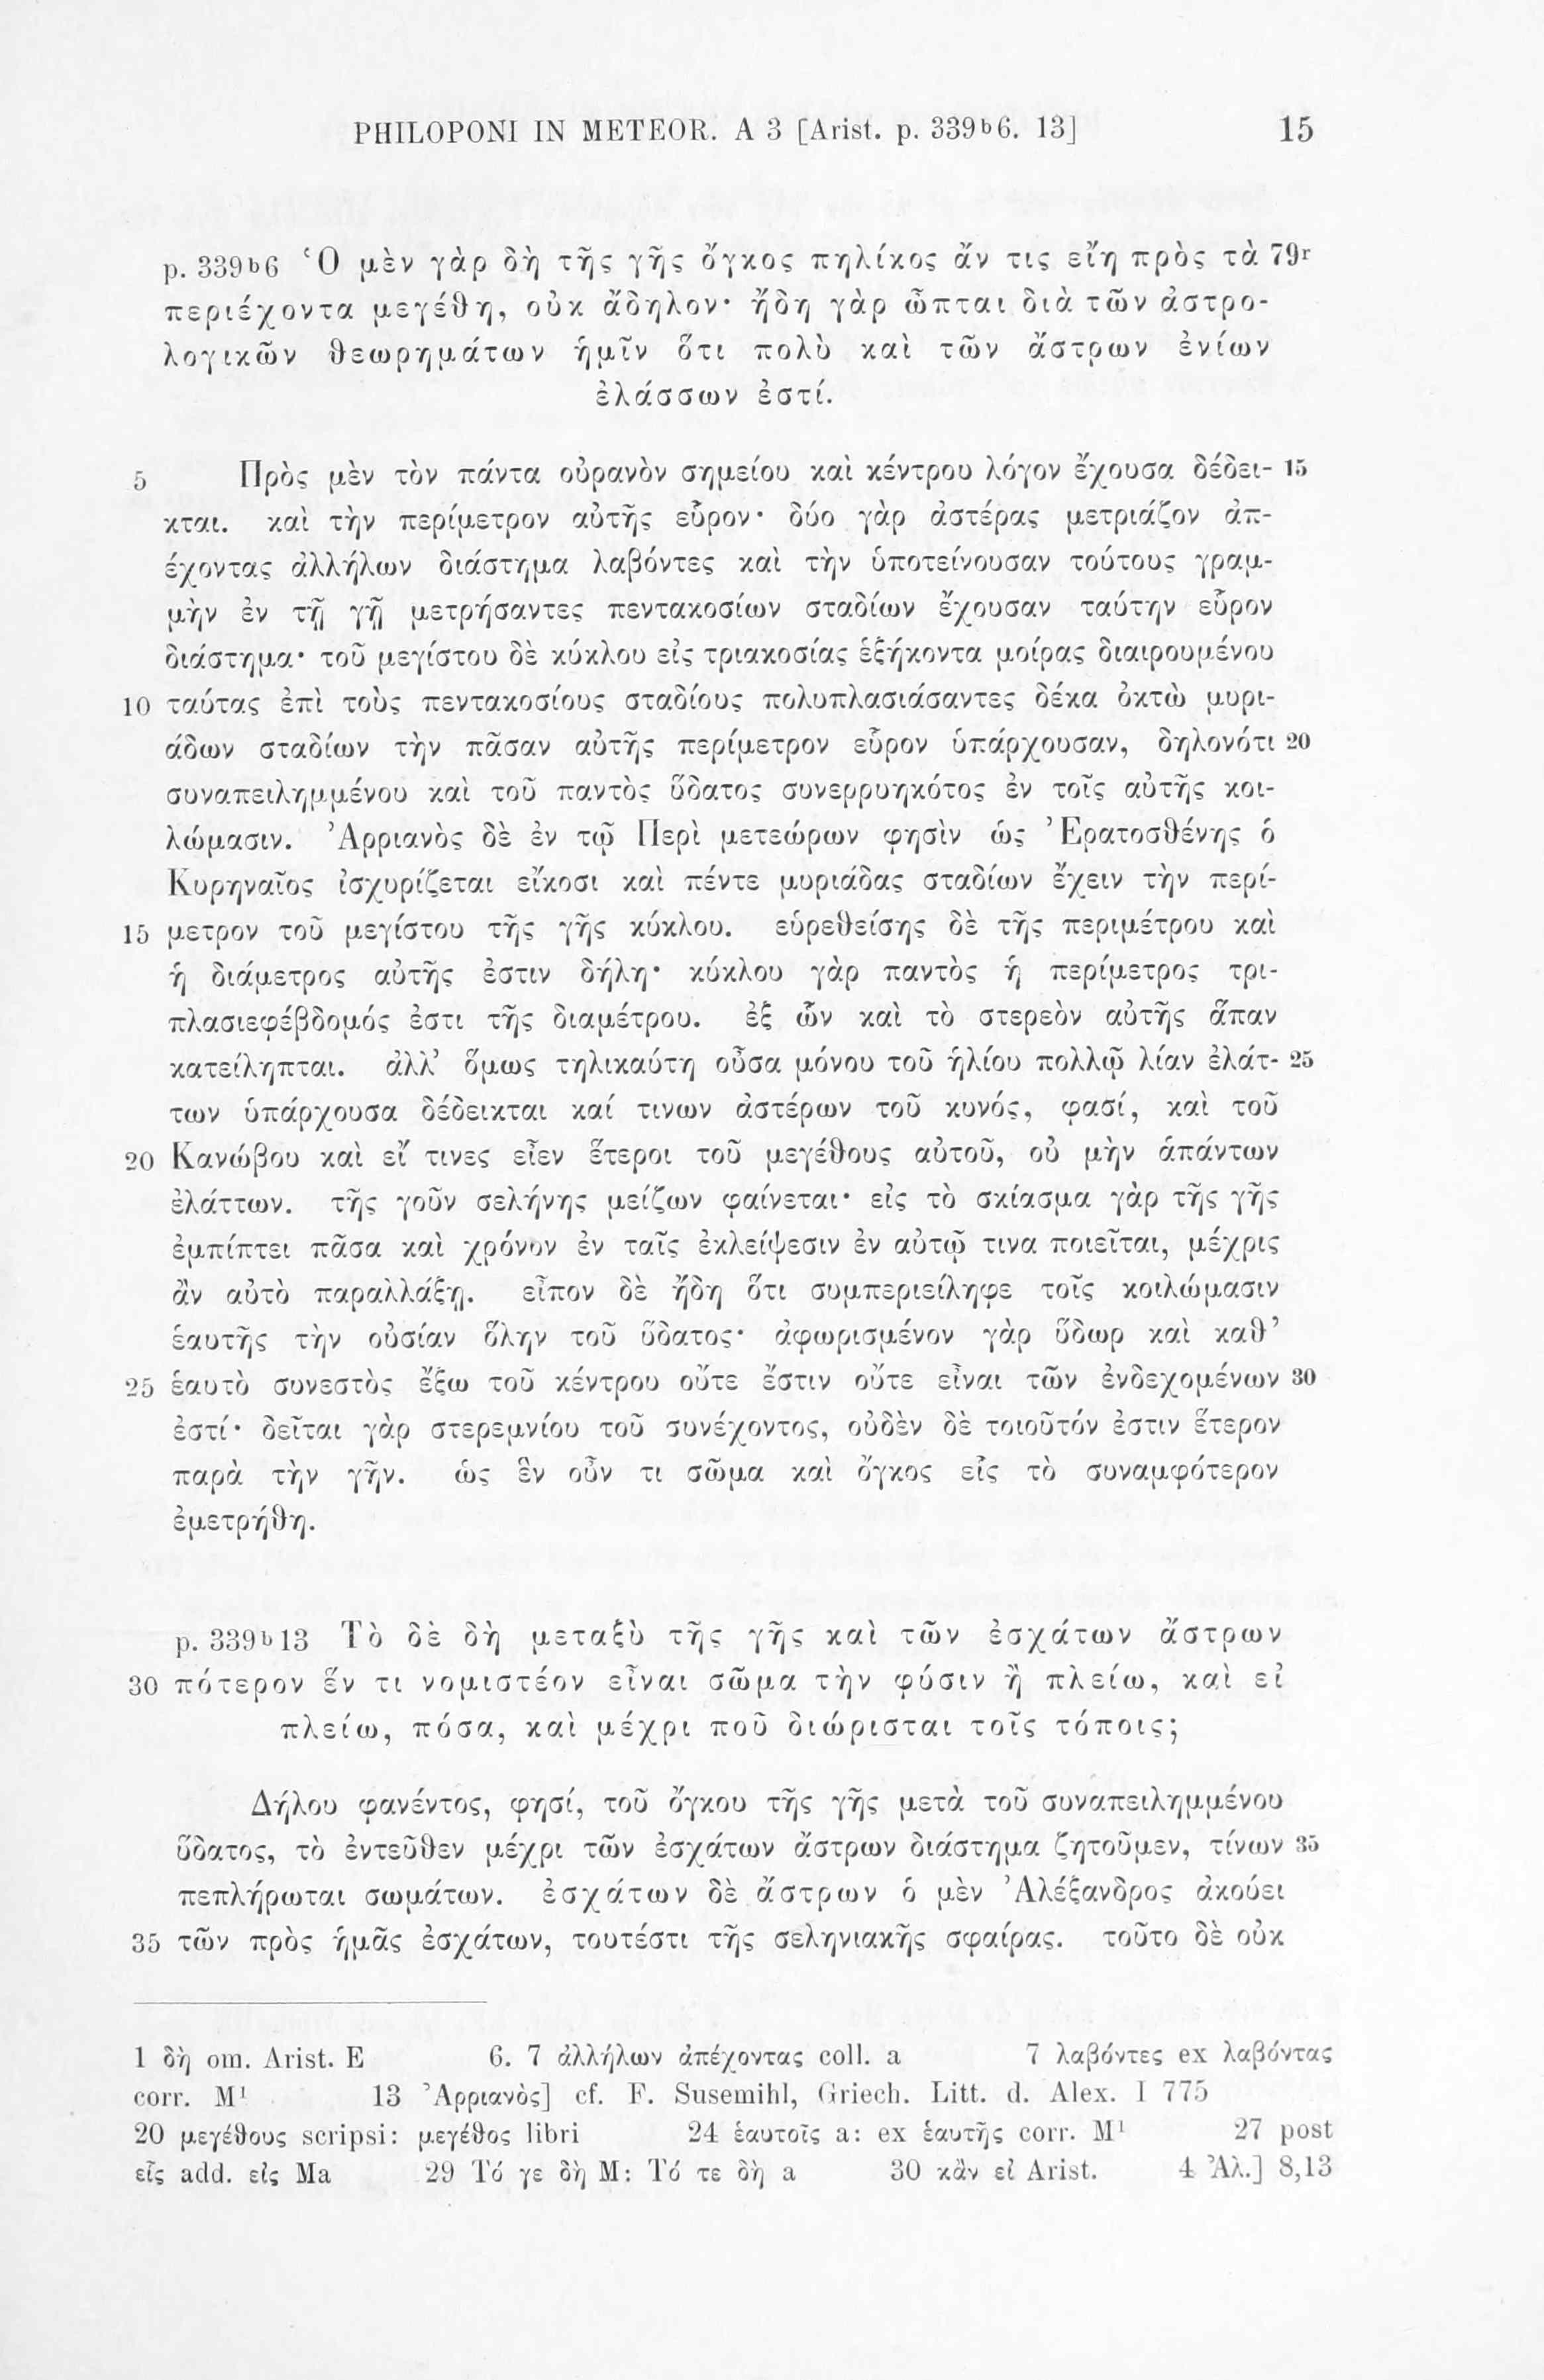 PHILOPONI IN METEOR. A 3 [Arist. p. 339ᵇ6. 13] 15
p. 339ᵇ6 Ὁ μὲν γὰρ δὴ τῆς γῆς ὄγκος πηλίκος ἄν τις εἴη πρὸς τὰ 79ʳ
περιέχοντα μεγέθη, οὐκ ἄδηλον· ἤδη γὰρ ὦπται διὰ τῶν ἀστρο-
λογικῶν θεωρημάτων ἡμῖν ὅτι πολὺ καὶ τῶν ἄστρων ἐνίων
ἐλάσσων ἐστί.
5 Πρὸς μὲν τὸν πάντα οὐρανὸν σημείου καὶ κέντρου λόγον ἔχουσα δέδει- 15
κται. καὶ τὴν περίμετρον αὐτῆς εὗρον· δύο γὰρ ἀστέρας μετριάζον ἀπ-
έχοντας ἀλλήλων διάστημα λαβόντες καὶ τὴν ὑποτείνουσαν τούτους γραμ-
μὴν ἐν τῇ γῇ μετρήσαντες πεντακοσίων σταδίων ἔχουσαν ταύτην εὗρον
διάστημα· τοῦ μεγίστου δὲ κύκλου εἰς τριακοσίας ἑξήκοντα μοίρας διαιρουμένου
10 ταύτας ἐπὶ τοὺς πεντακοσίους σταδίους πολυπλασιάσαντες δέκα ὀκτὼ μυρι-
άδων σταδίων τὴν πᾶσαν αὐτῆς περίμετρον εὗρον ὑπάρχουσαν, δηλονότι 20
συναπειλημμένου καὶ τοῦ παντὸς ὕδατος συνερρυηκότος ἐν τοῖς αὐτῆς κοι-
λώμασιν. Ἀρριανὸς δὲ ἐν τῷ Περὶ μετεώρων φησὶν ὡς Ἐρατοσθένης ὁ
Κυρηναῖος ἰσχυρίζεται εἴκοσι καὶ πέντε μυριάδας σταδίων ἔχειν τὴν περί-
15 μετρον τοῦ μεγίστου τῆς γῆς κύκλου. εὑρεθείσης δὲ τῆς περιμέτρου καὶ
ἡ διάμετρος αὐτῆς ἐστιν δήλη· κύκλου γὰρ παντὸς ἡ περίμετρος τρι-
πλασιεφέβδομός ἐστι τῆς διαμέτρου. ἐξ ὧν καὶ τὸ στερεὸν αὐτῆς ἅπαν
κατείληπται. ἀλλ’ ὅμως τηλικαύτη οὖσα μόνου τοῦ ἡλίου πολλῷ λίαν ἐλάτ- 25
των ὑπάρχουσα δέδεικται καί τινων ἀστέρων τοῦ κυνός, φασί, καὶ τοῦ
20 Κανώβου καὶ εἴ τινες εἶεν ἕτεροι τοῦ μεγέθους αὐτοῦ, οὐ μὴν ἁπάντων
ἐλάττων. τῆς γοῦν σελήνης μείζων φαίνεται· εἰς τὸ σκίασμα γὰρ τῆς γῆς
ἐμπίπτει πᾶσα καὶ χρόνον ἐν ταῖς ἐκλείψεσιν ἐν αὐτῷ τινα ποιεῖται, μέχρις
ἂν αὐτὸ παραλλάξῃ. εἶπον δὲ ἤδη ὅτι συμπεριείληφε τοῖς κοιλώμασιν
ἑαυτῆς τὴν οὐσίαν ὅλην τοῦ ὕδατος· ἀφωρισμένον γὰρ ὕδωρ καὶ καθ’
25 ἑαυτὸ συνεστὸς ἔξω τοῦ κέντρου οὔτε ἔστιν οὔτε εἶναι τῶν ἐνδεχομένων 30
ἐστί· δεῖται γὰρ στερεμνίου τοῦ συνέχοντος, οὐδὲν δὲ τοιοῦτόν ἐστιν ἕτερον
παρὰ τὴν γῆν. ὡς ἓν οὖν τι σῶμα καὶ ὄγκος εἷς τὸ συναμφότερον
ἐμετρήθη.
p. 339ᵇ13 Τὸ δὲ δὴ μεταξὺ τῆς γῆς καὶ τῶν ἐσχάτων ἄστρων
30 πότερον ἕν τι νομιστέον εἶναι σῶμα τὴν φύσιν ἢ πλείω, καὶ εἰ
πλείω, πόσα, καὶ μέχρι ποῦ διώρισται τοῖς τόποις;
Δήλου φανέντος, φησί, τοῦ ὄγκου τῆς γῆς μετὰ τοῦ συναπειλημμένου
ὕδατος, τὸ ἐντεῦθεν μέχρι τῶν ἐσχάτων ἄστρων διάστημα ζητοῦμεν, τίνων 35
πεπλήρωται σωμάτων. ἐσχάτων δὲ ἄστρων ὁ μὲν Ἀλέξανδρος ἀκούει
35 τῶν πρὸς ἡμᾶς ἐσχάτων, τουτέστι τῆς σεληνιακῆς σφαίρας. τοῦτο δὲ οὐκ
1 δὴ om. Arist. E 6. 7 ἀλλήλων ἀπέχοντας coll. a 7 λαβόντες ex λαβόντας
corr. M¹ 13 Ἀρριανὸς] cf. F. Susemihl, Griech. Litt. d. Alex. I 775
20 μεγέθους scripsi: μεγέθος libri 24 ἑαυτοῖς a: ex ἑαυτῆς corr. M¹ 27 post
εἷς add. εἰς Ma 29 Τό γε δὴ M: Τό τε δὴ a 30 κἂν εἰ Arist. 4 Ἀλ.] 8,13